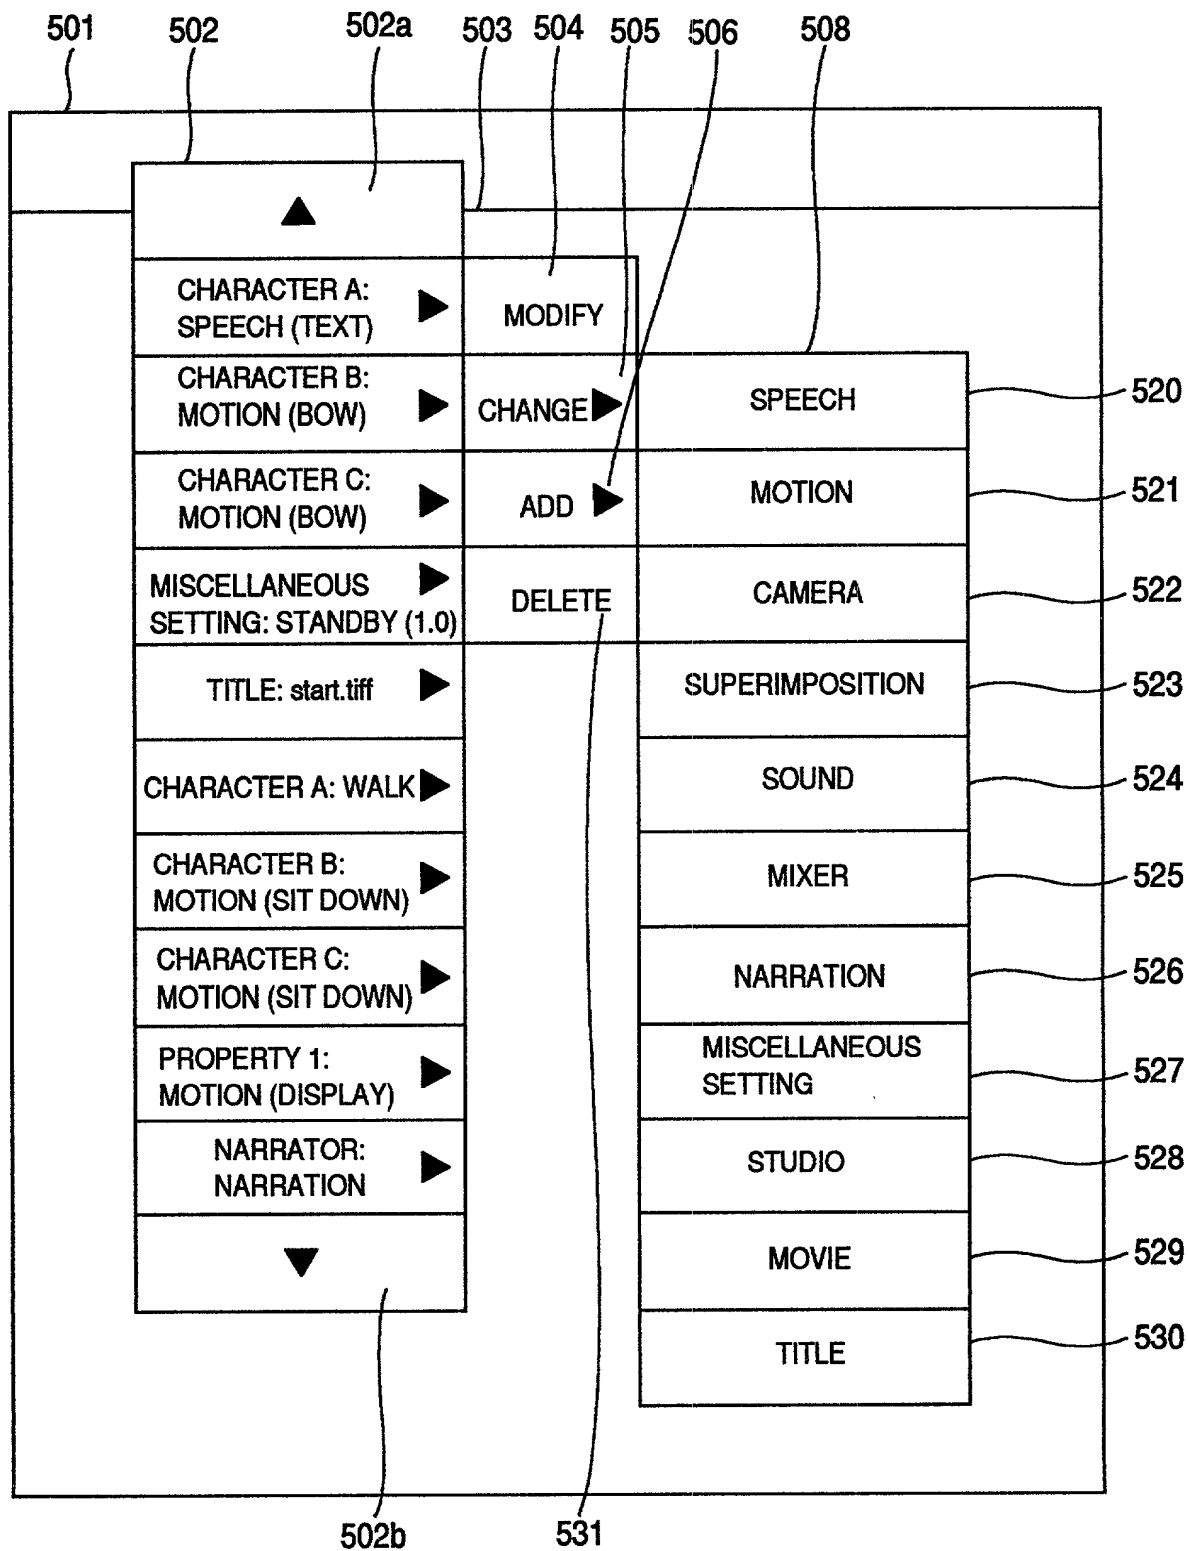 501
502
502a
503
504
505
506
508
CHARACTER A:
SPEECH (TEXT)
CHARACTER B:
MOTION (BOW)
CHARACTER C:
MOTION (BOW)
MISCELLANEOUS
SETTING: STANDBY (1.0)
TITLE: start.tiff
CHARACTER A: WALK
CHARACTER B:
MOTION (SIT DOWN)
CHARACTER C:
MOTION (SIT DOWN)
PROPERTY 1:
MOTION (DISPLAY)
NARRATOR:
NARRATION
MODIFY
CHANGE
ADD
DELETE
SPEECH
520
MOTION
521
CAMERA
522
SUPERIMPOSITION
523
SOUND
524
MIXER
525
NARRATION
526
MISCELLANEOUS
SETTING
527
STUDIO
528
MOVIE
529
TITLE
530
502b
531